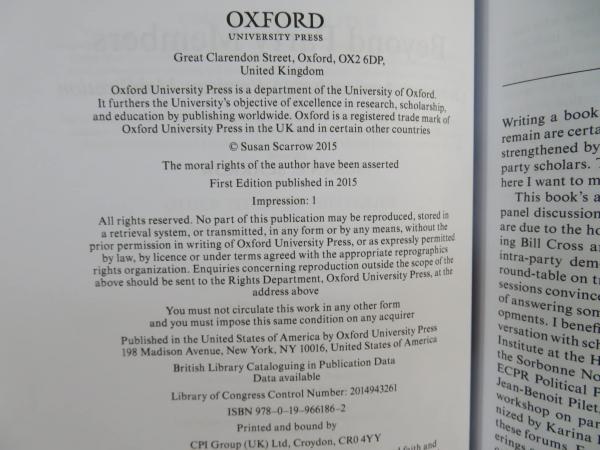 OXFORD
UNIVERSITY PRESS
Great Clarendon Street, Oxford, OX2 6DP,
United Kingdom
Oxford University Press is a department of the University of Oxford.
It furthers the University's objective of excellence in research, scholarship,
and education by publishing worldwide. Oxford is a registered trade mark of
Oxford University Press in the UK and in certain other countries
© Susan Scarrow 2015
The moral rights of the author have been asserted
First Edition published in 2015
Impression: 1
All rights reserved. No part of this publication may be reproduced, stored in
a retrieval system, or transmitted, in any form or by any means, without the
prior permission in writing of Oxford University Press, or as expressly permitted
by law, by licence or under terms agreed with the appropriate reprographics
rights organization. Enquiries concerning reproduction outside the scope of the
above should be sent to the Rights Department, Oxford University Press, at the
address above
You must not circulate this work in any other form
and you must impose this same condition on any acquirer
Published in the United States of America by Oxford University Press
198 Madison Avenue, New York, NY 10016, United States of America
British Library Cataloguing in Publication Data
Data available
Library of Congress Control Number: 2014943261
ISBN 978-0-19-966186-2
Printed and bound by
CPI Group (UK) Ltd, Croydon, CR0 4YY
faith and
Writing a book
remain are certa
strengthened by
party scholars.
here I want to m
This book's a
panel discussion
are due to the ho
ing Bill Cross a
intra-party dem
round-table on t
sessions convinc
of answering som
opments. I benefi
versation with sch
Institute at the H
the Sorbonne No
ECPR Political P
Jean-Benoit Pilet,
workshop on par
nized by Karina
these forums.
erings